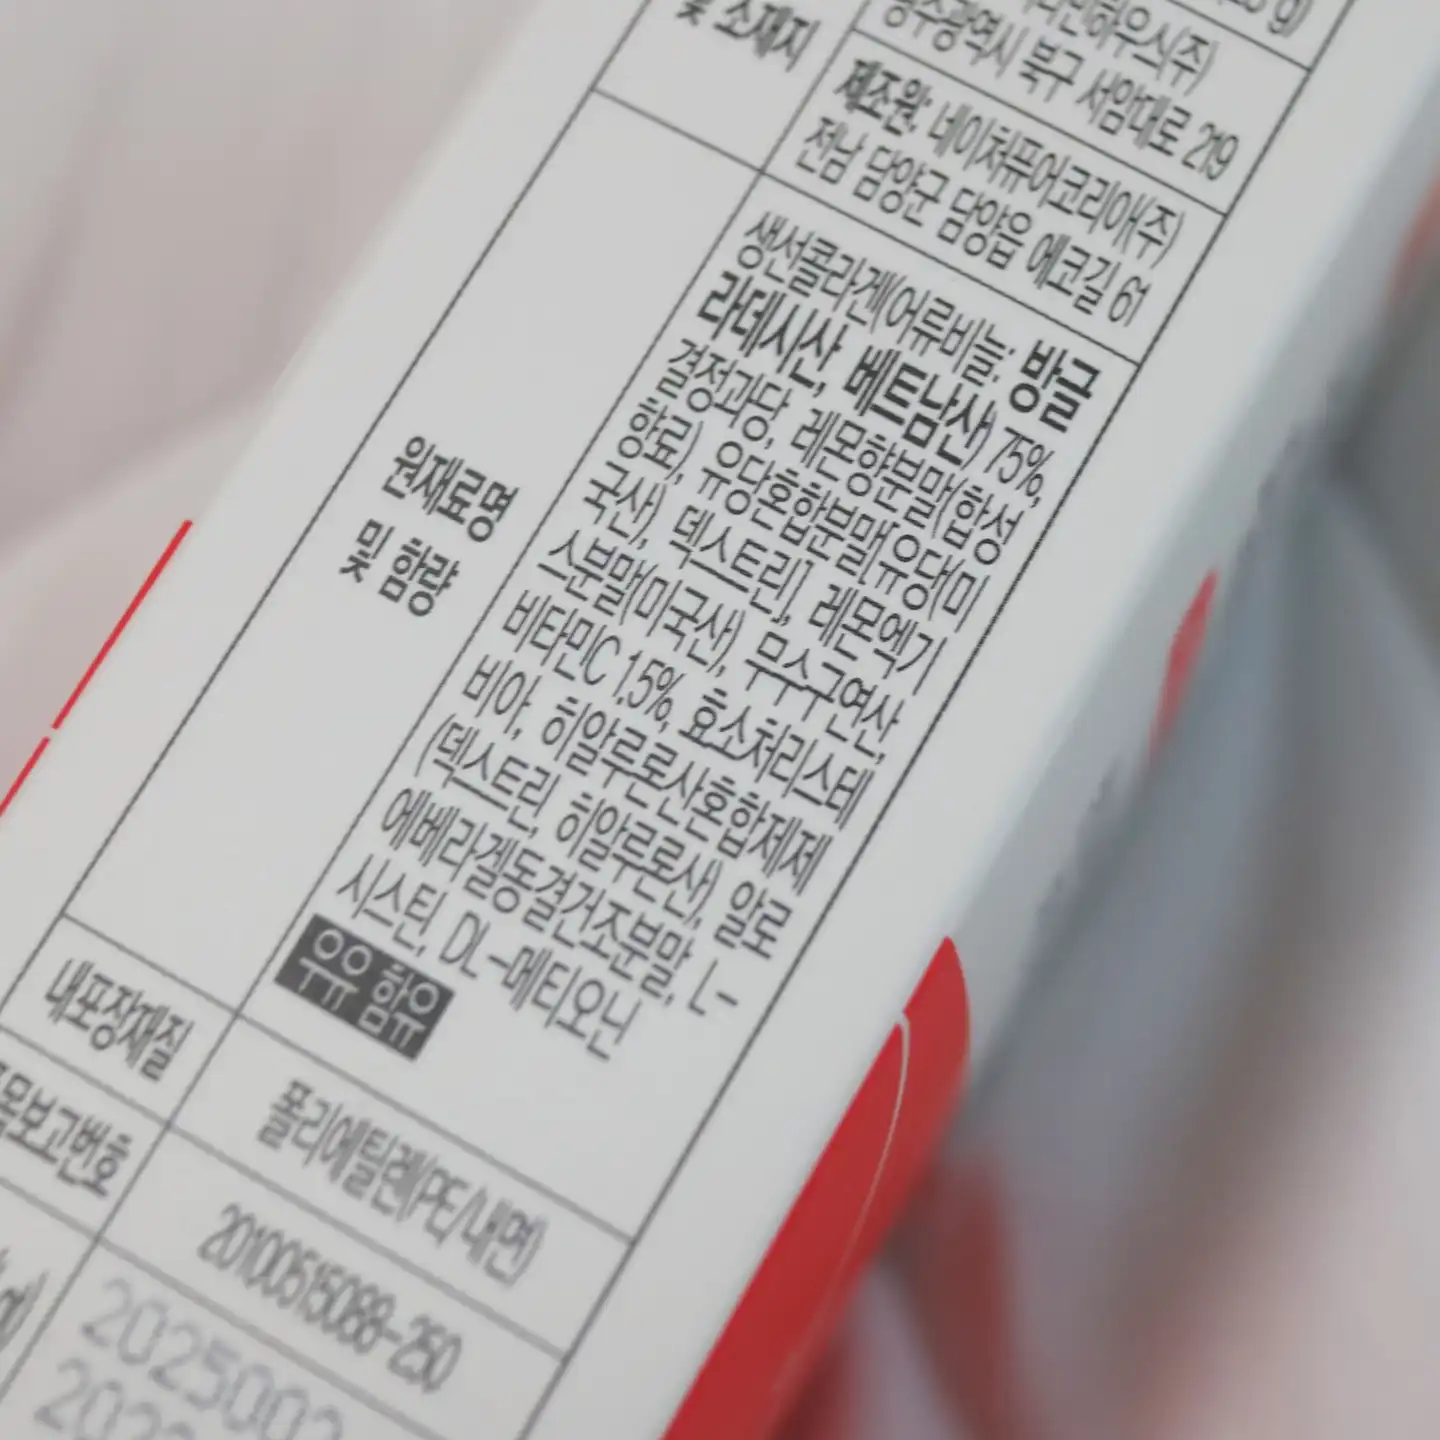 및 소재지
광주광역시 북구 서암대로 219
제조원: 네이처퓨어코리아(주)
전남 담양군 담양읍 에코길 61
원재료명
및 함량
생선콜라겐(어류비늘: 방글
라데시산, 베트남산) 75%,
결정과당, 레몬향분말(합성
향료), 유당혼합분말[유당(미
국산), 덱스트린], 레몬엑기
스분말(미국산), 무수구연산,
비타민C 1.5%, 효소처리스테
비아, 히알루론산혼합제제
(덱스트린, 히알루론산), 알로
에베라겔동결건조분말, L-
시스틴, DL-메티오닌
우유 함유
내포장재질
폴리에틸렌(PE/내면)
품목보고번호
20100515088-250